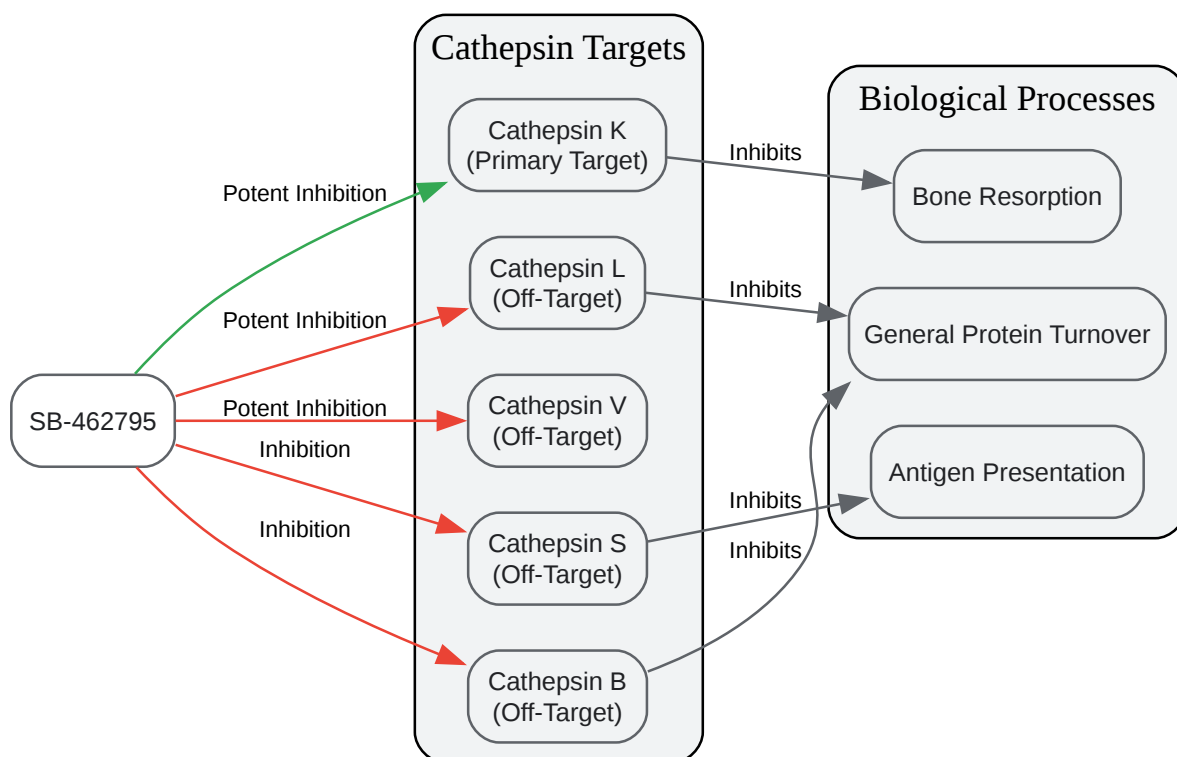 Cathepsin Targets
Biological Processes
Cathepsin K
(Primary Target)
Inhibits
Bone Resorption
Potent Inhibition
Cathepsin L
(Off-Target)
Inhibits
General Protein Turnover
Potent Inhibition
SB-462795
Potent Inhibition
Cathepsin V
(Off-Target)
Inhibition
Antigen Presentation
Inhibits
Cathepsin S
(Off-Target)
Inhibition
Inhibits
Cathepsin B
(Off-Target)